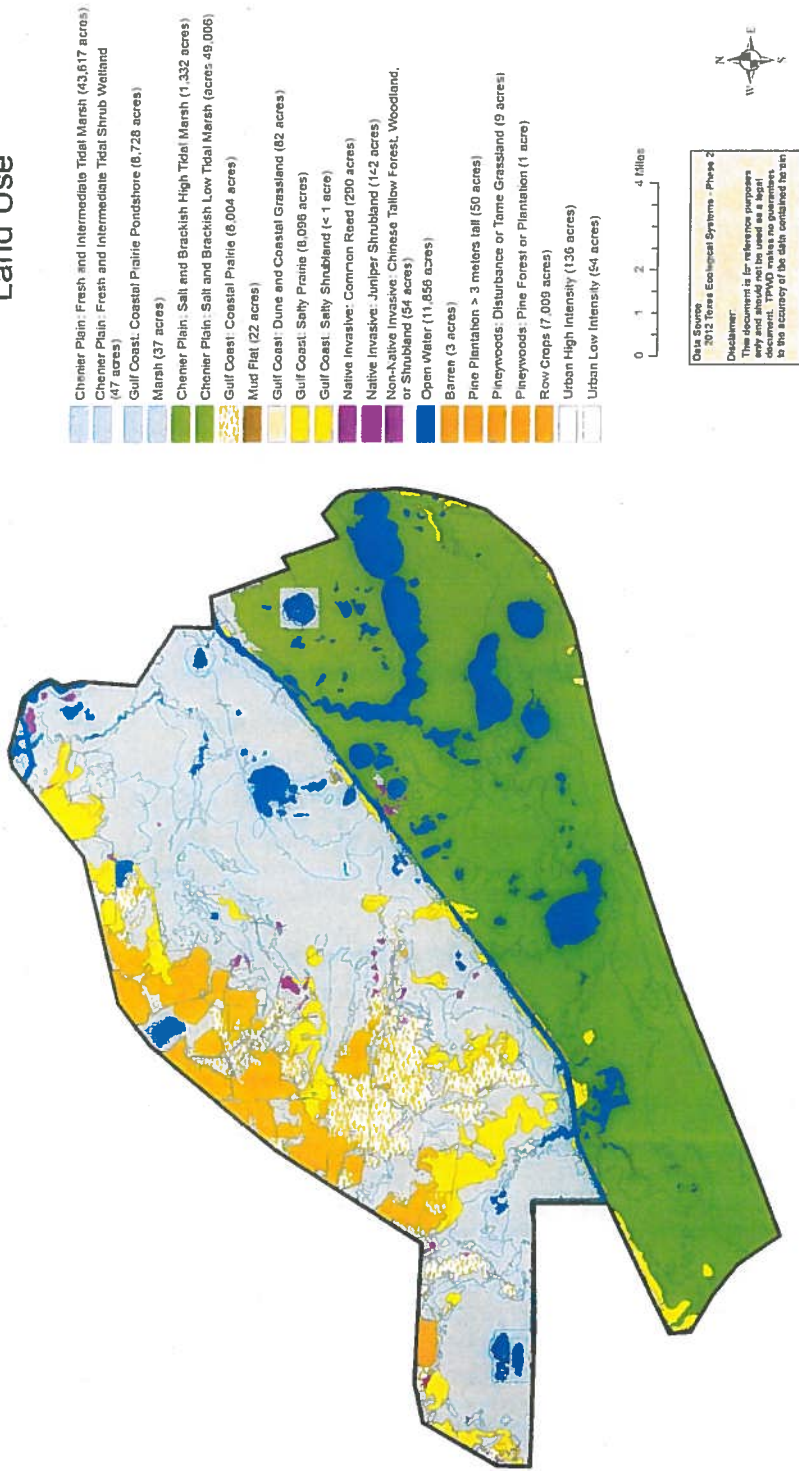 Land Use
Chenier Plain: Fresh and Intermediate Tidal Marsh (43,617 acres)
Chenier Plain: Fresh and Intermediate Tidal Shrub Wetland
(47 acres)
Gulf Coast: Coastal Prairie Pondshore (8,728 acres)
Marsh (37 acres)
Chenier Plain: Salt and Brackish High Tidal Marsh (1,332 acres)
Chenier Plain: Salt and Brackish Low Tidal Marsh (acres 49,006)
Gulf Coast: Coastal Prairie (8,004 acres)
Mud Flat (22 acres)
Gulf Coast: Dune and Coastal Grassland (82 acres)
Gulf Coast: Salty Prairie (8,096 acres)
Gulf Coast: Salty Shrubland (< 1 acre)
Native Invasive: Common Reed (290 acres)
Native Invasive: Juniper Shrubland (142 acres)
Non-Native Invasive: Chinese Tallow Forest, Woodland,
or Shrubland (54 acres)
Open Water (11,856 acres)
Barren (3 acres)
Pine Plantation > 3 meters tall (50 acres)
Pineywoods: Disturbance or Tame Grassland (9 acres)
Pineywoods: Pine Forest or Plantation (1 acre)
Row Crops (7,009 acres)
Urban High Intensity (136 acres)
Urban Low Intensity (94 acres)
0 1 2 4 Miles
Data Source
2012 Texas Ecological Systems - Phase 2
Disclaimer:
This document is for reference purposes
only and should not be used as a legal
document. TPWD makes no guarantees
to the accuracy of the data contained herein
N
W E
S